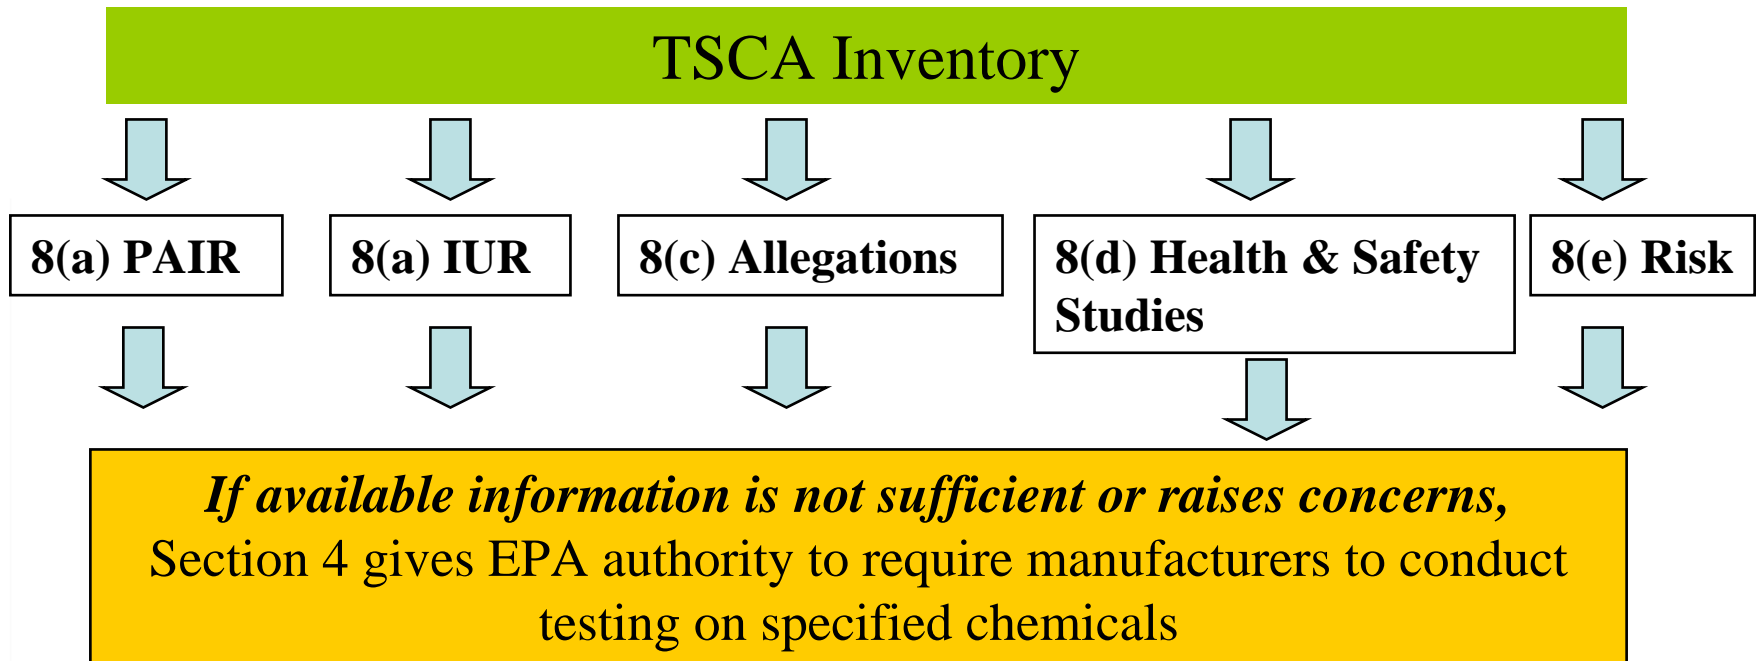 TSCA Inventory
8(a) PAIR
8(a) IUR
8(c) Allegations
8(d) Health & Safety
Studies
8(e) Risk
If available information is not sufficient or raises concerns,
Section 4 gives EPA authority to require manufacturers to conduct
testing on specified chemicals